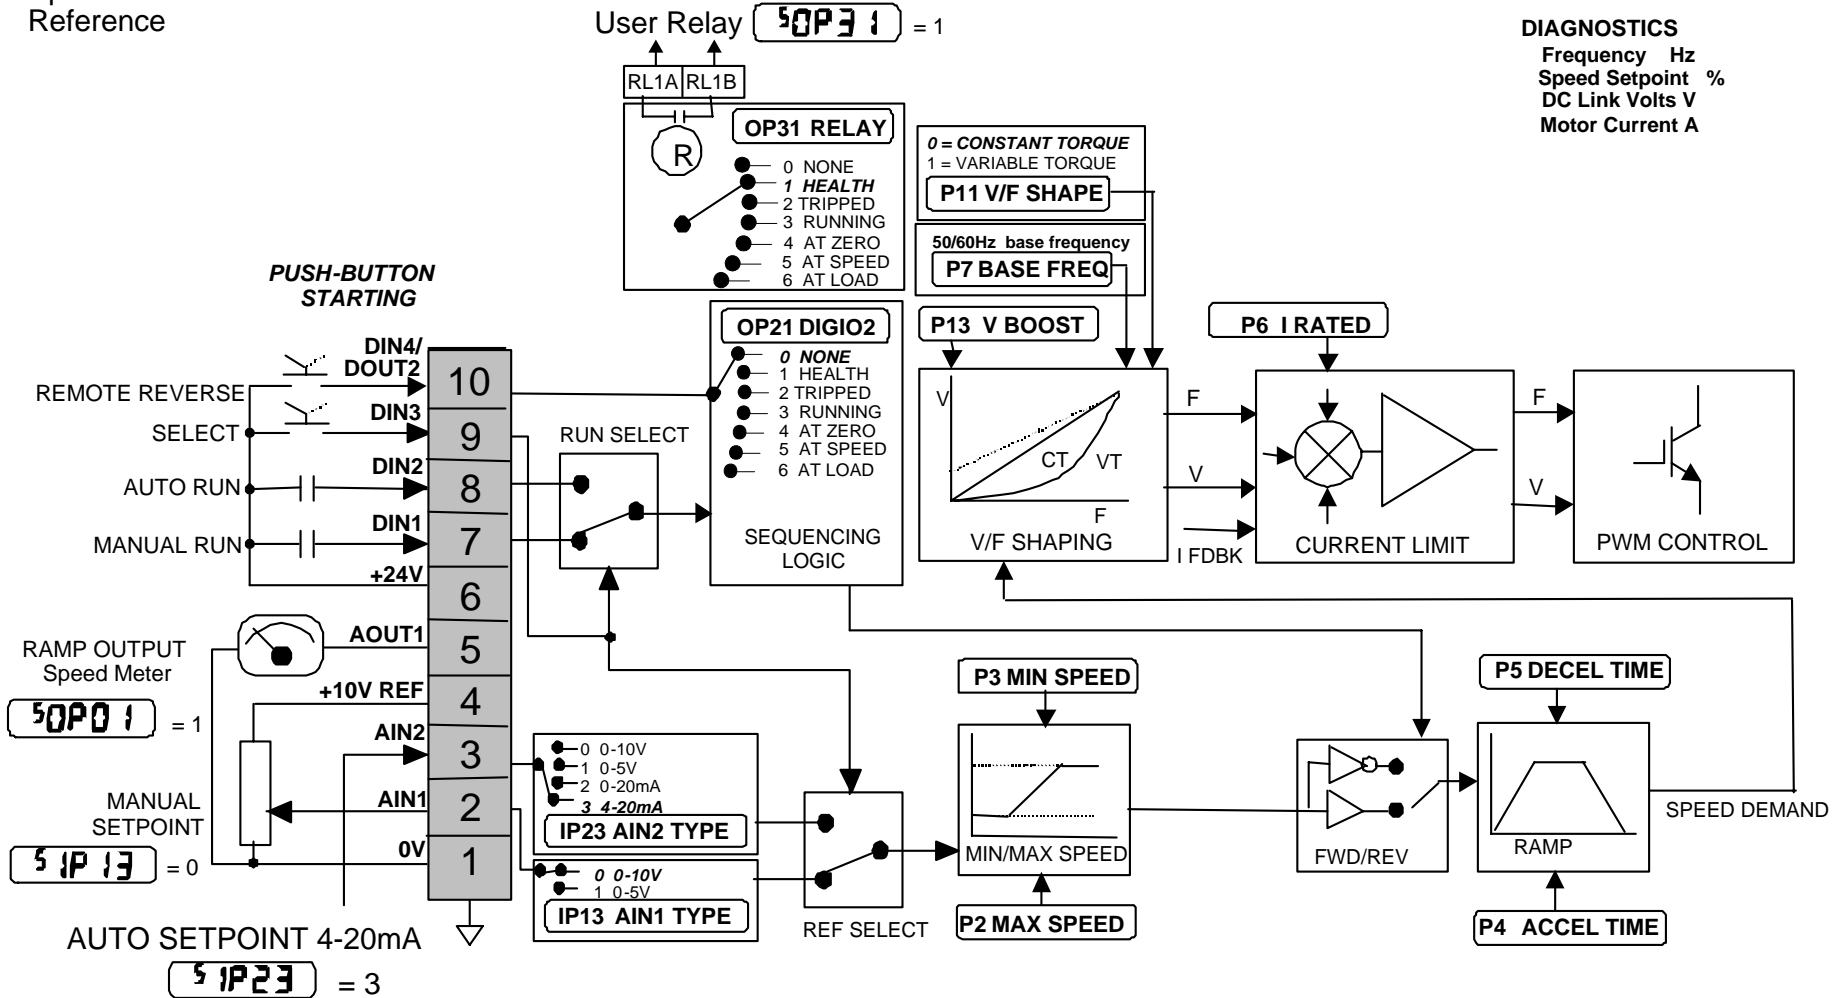 Reference
User Relay SOP31 = 1
DIAGNOSTICS
Frequency Hz
Speed Setpoint %
DC Link Volts V
Motor Current A
RL1A RL1B
R
OP31 RELAY
0 NONE
1 HEALTH
2 TRIPPED
3 RUNNING
4 AT ZERO
5 AT SPEED
6 AT LOAD
0 = CONSTANT TORQUE
1 = VARIABLE TORQUE
P11 V/F SHAPE
50/60Hz base frequency
P7 BASE FREQ
PUSH-BUTTON
STARTING
OP21 DIGIO2
0 NONE
1 HEALTH
2 TRIPPED
3 RUNNING
4 AT ZERO
5 AT SPEED
6 AT LOAD
SEQUENCING
LOGIC
P13 V BOOST
P6 I RATED
DIN4/
DOUT2
10
REMOTE REVERSE
DIN3
9
SELECT
DIN2
8
AUTO RUN
DIN1
7
MANUAL RUN
+24V
6
RUN SELECT
V
CT
VT
F
V/F SHAPING
F
V
I FDBK
CURRENT LIMIT
F
V
PWM CONTROL
AOUT1
5
RAMP OUTPUT
Speed Meter
SOP01 = 1
+10V REF
4
AIN2
3
AIN1
2
MANUAL
SETPOINT
0V
1
SIP13 = 0
AUTO SETPOINT 4-20mA
SIP23 = 3
0 0-10V
1 0-5V
2 0-20mA
3 4-20mA
IP23 AIN2 TYPE
0 0-10V
1 0-5V
IP13 AIN1 TYPE
REF SELECT
P3 MIN SPEED
MIN/MAX SPEED
P2 MAX SPEED
FWD/REV
P5 DECEL TIME
RAMP
P4 ACCEL TIME
SPEED DEMAND